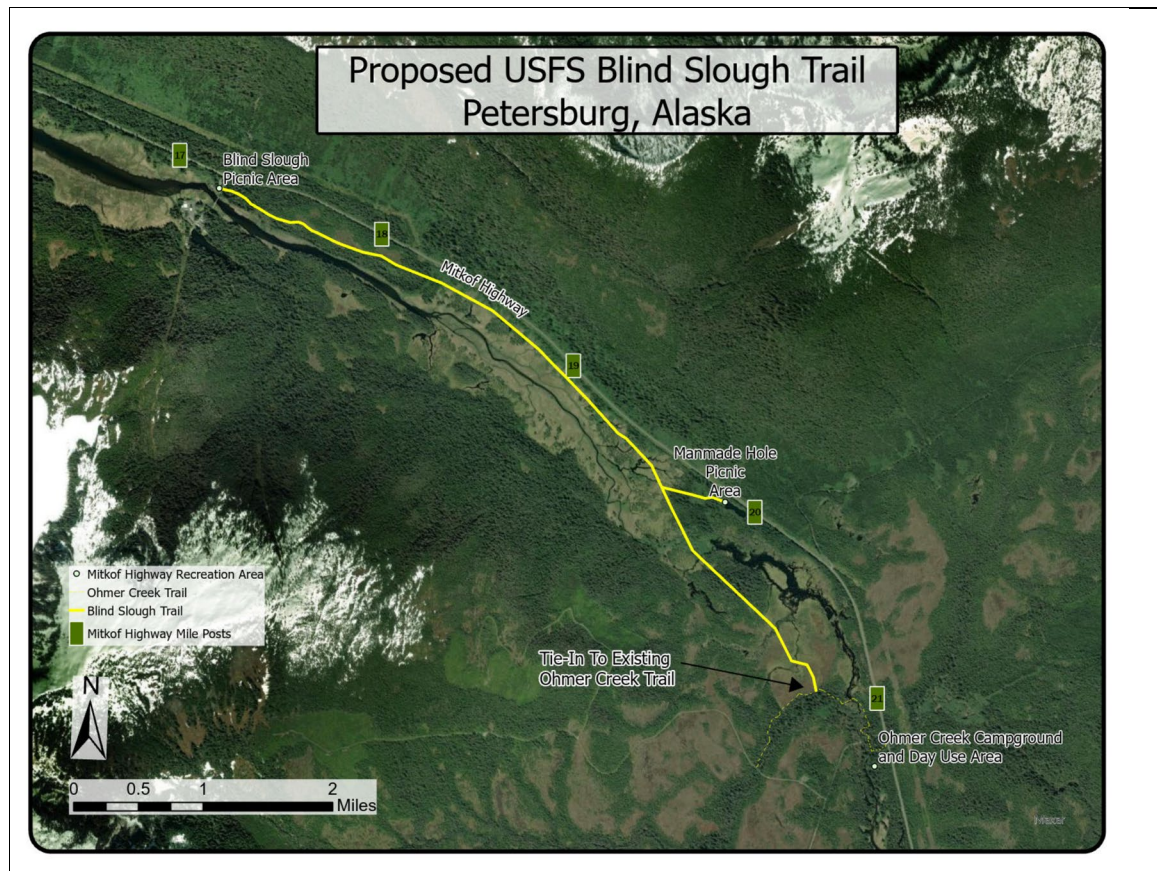 Proposed USFS Blind Slough Trail
Petersburg, Alaska
17
Blind Slough
Picnic Area
18
Mitkof Highway
19
Manmade Hole
Picnic
Area
20
Mitkof Highway Recreation Area
Ohmer Creek Trail
Blind Slough Trail
Mitkof Highway Mile Posts
Tie-In To Existing
Ohmer Creek Trail
21
Ohmer Creek Campground
and Day Use Area
N
0 0.5 1 2
Miles
Maxar